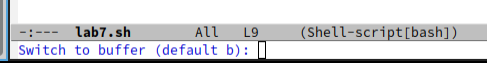 -:--- lab7.sh All L9 (Shell-script[bash])
Switch to buffer (default b):